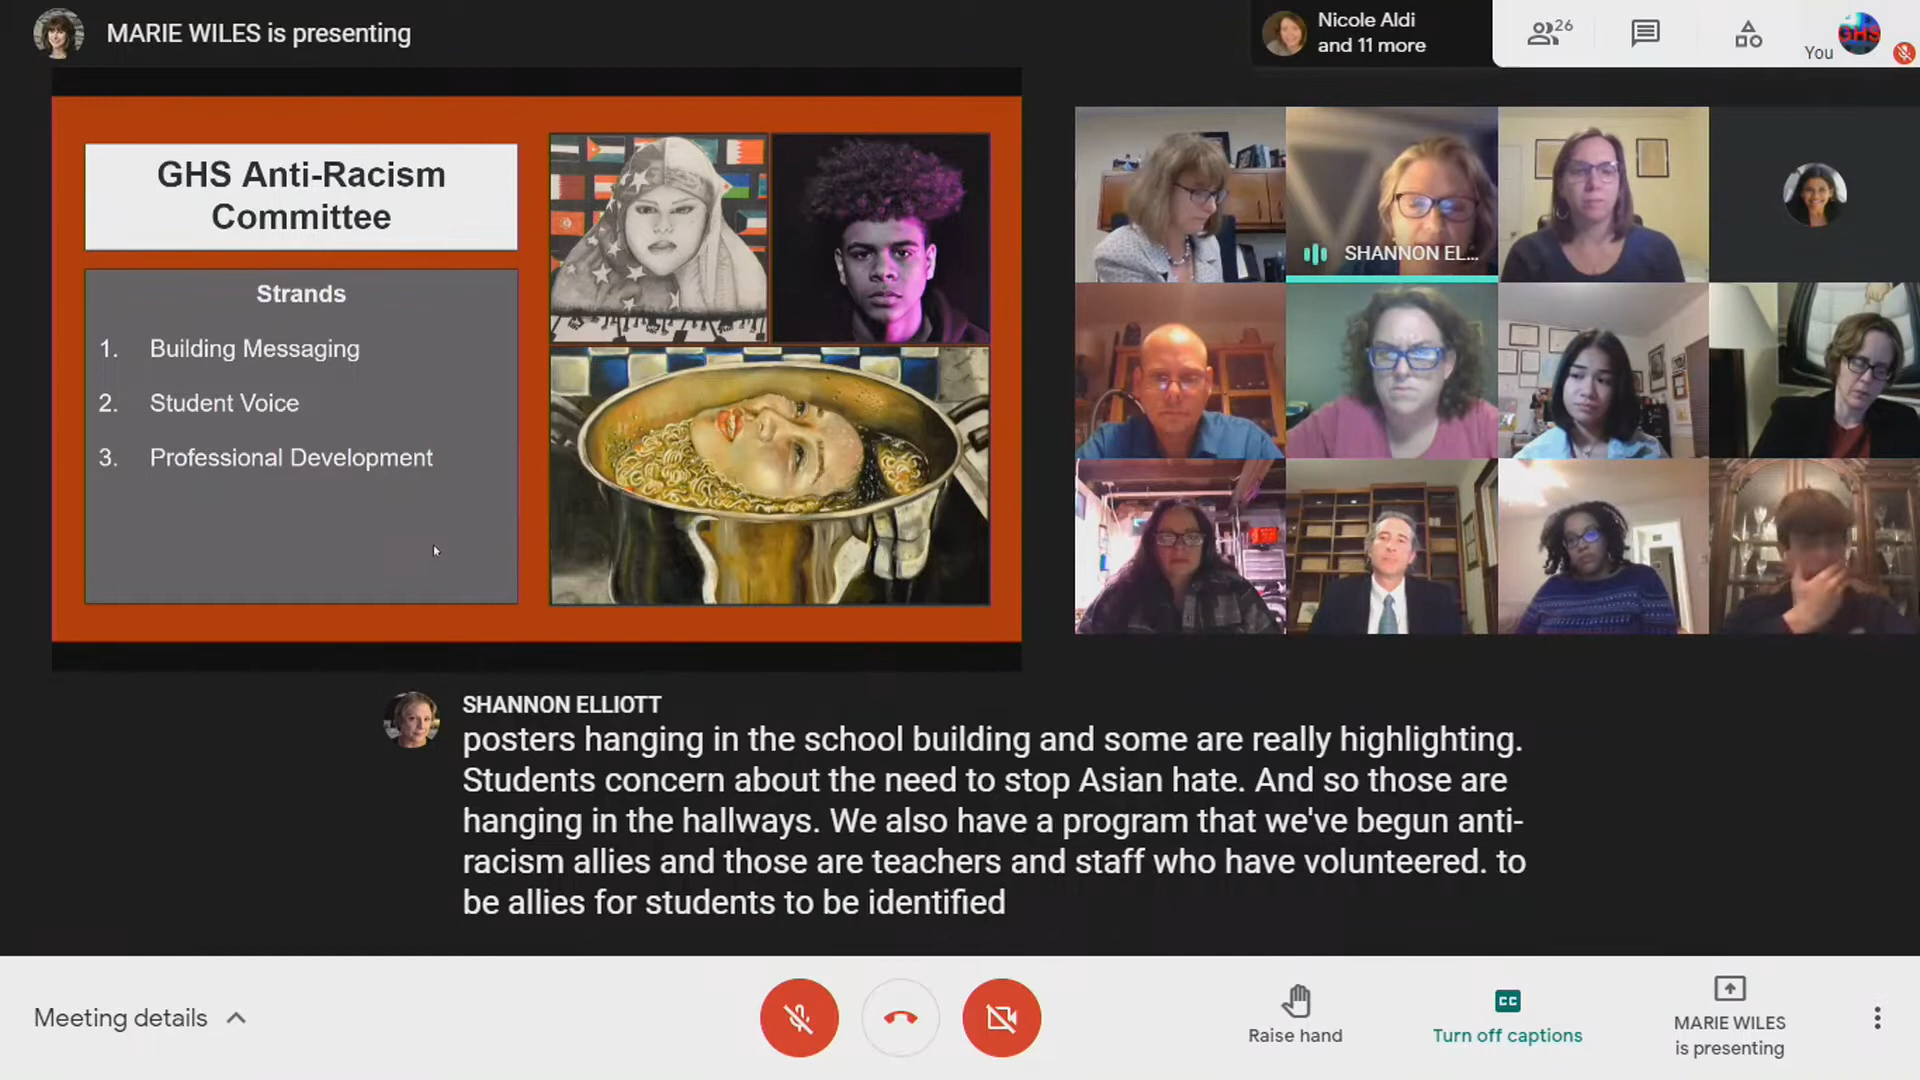 MARIE WILES is presenting
Nicole Aldi
and 11 more
26
You
GHS
GHS Anti-Racism
Committee
Strands
1. Building Messaging
2. Student Voice
3. Professional Development
SHANNON EL...
SHANNON ELLIOTT
posters hanging in the school building and some are really highlighting.
Students concern about the need to stop Asian hate. And so those are
hanging in the hallways. We also have a program that we've begun anti-
racism allies and those are teachers and staff who have volunteered. to
be allies for students to be identified
Meeting details
Raise hand
CC
Turn off captions
MARIE WILES
is presenting